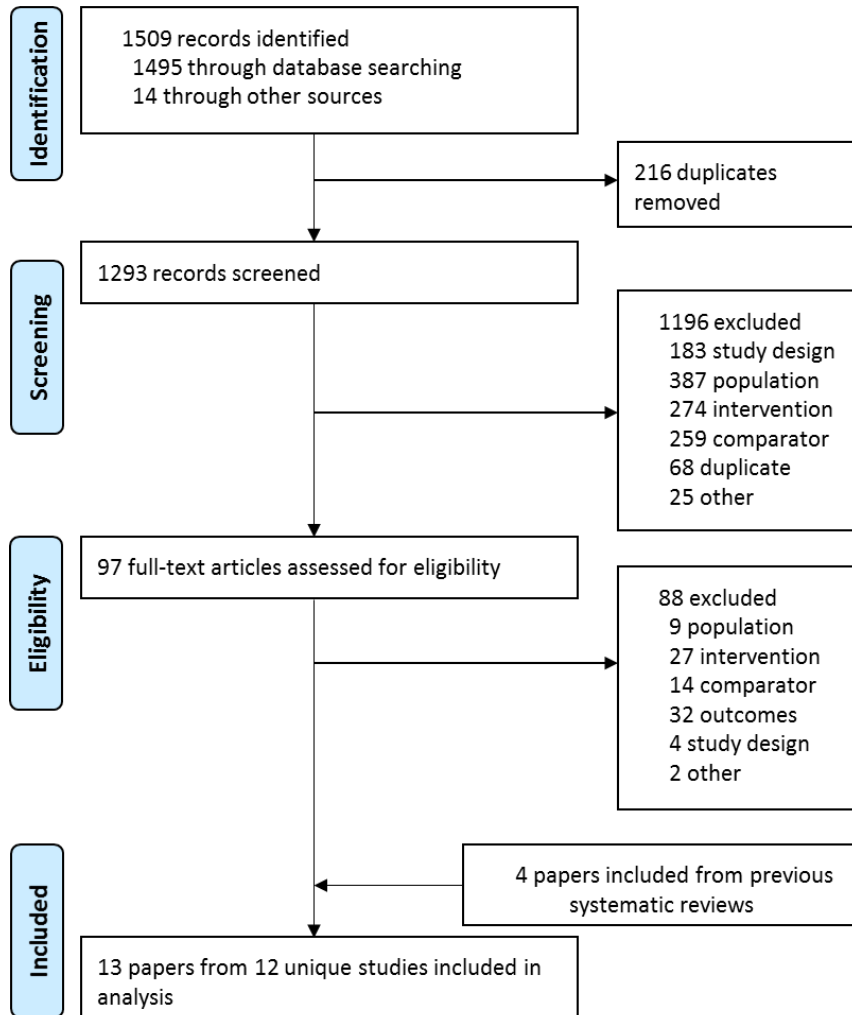 Identification
1509 records identified
1495 through database searching
14 through other sources
216 duplicates
removed
Screening
1293 records screened
1196 excluded
183 study design
387 population
274 intervention
259 comparator
68 duplicate
25 other
Eligibility
97 full-text articles assessed for eligibility
88 excluded
9 population
27 intervention
14 comparator
32 outcomes
4 study design
2 other
Included
4 papers included from previous
systematic reviews
13 papers from 12 unique studies included in
analysis